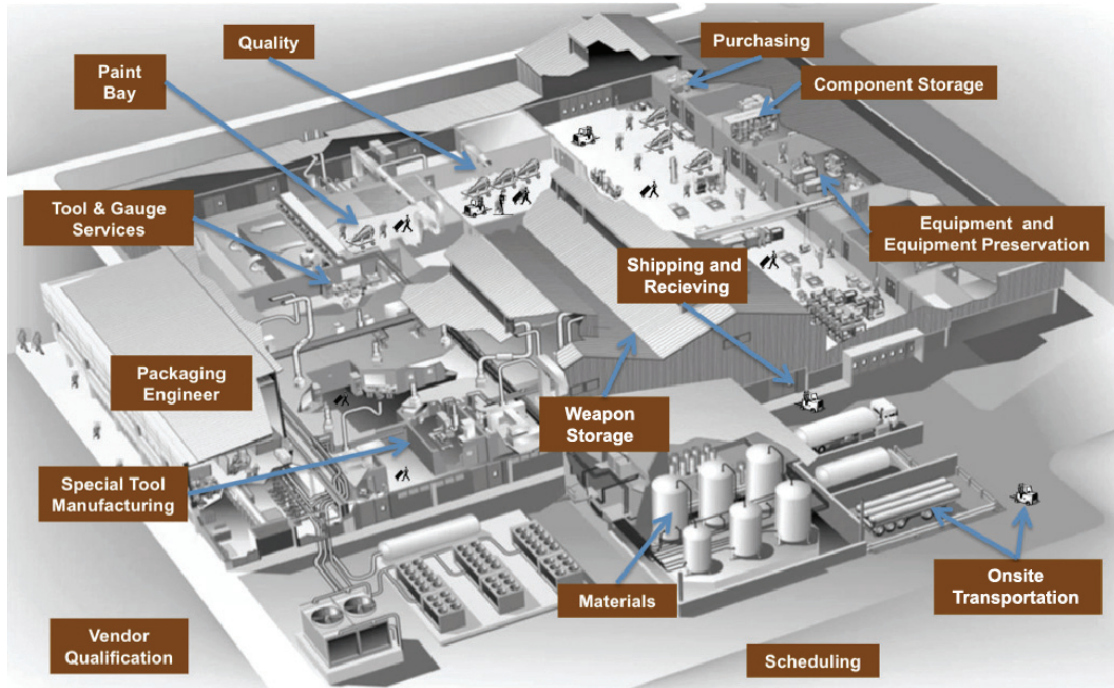 Quality
Purchasing
Paint
Bay
Component Storage
Tool & Gauge
Services
Equipment and
Equipment Preservation
Shipping and
Recieving
Packaging
Engineer
Weapon
Storage
Special Tool
Manufacturing
Materials
Onsite
Transportation
Vendor
Qualification
Scheduling